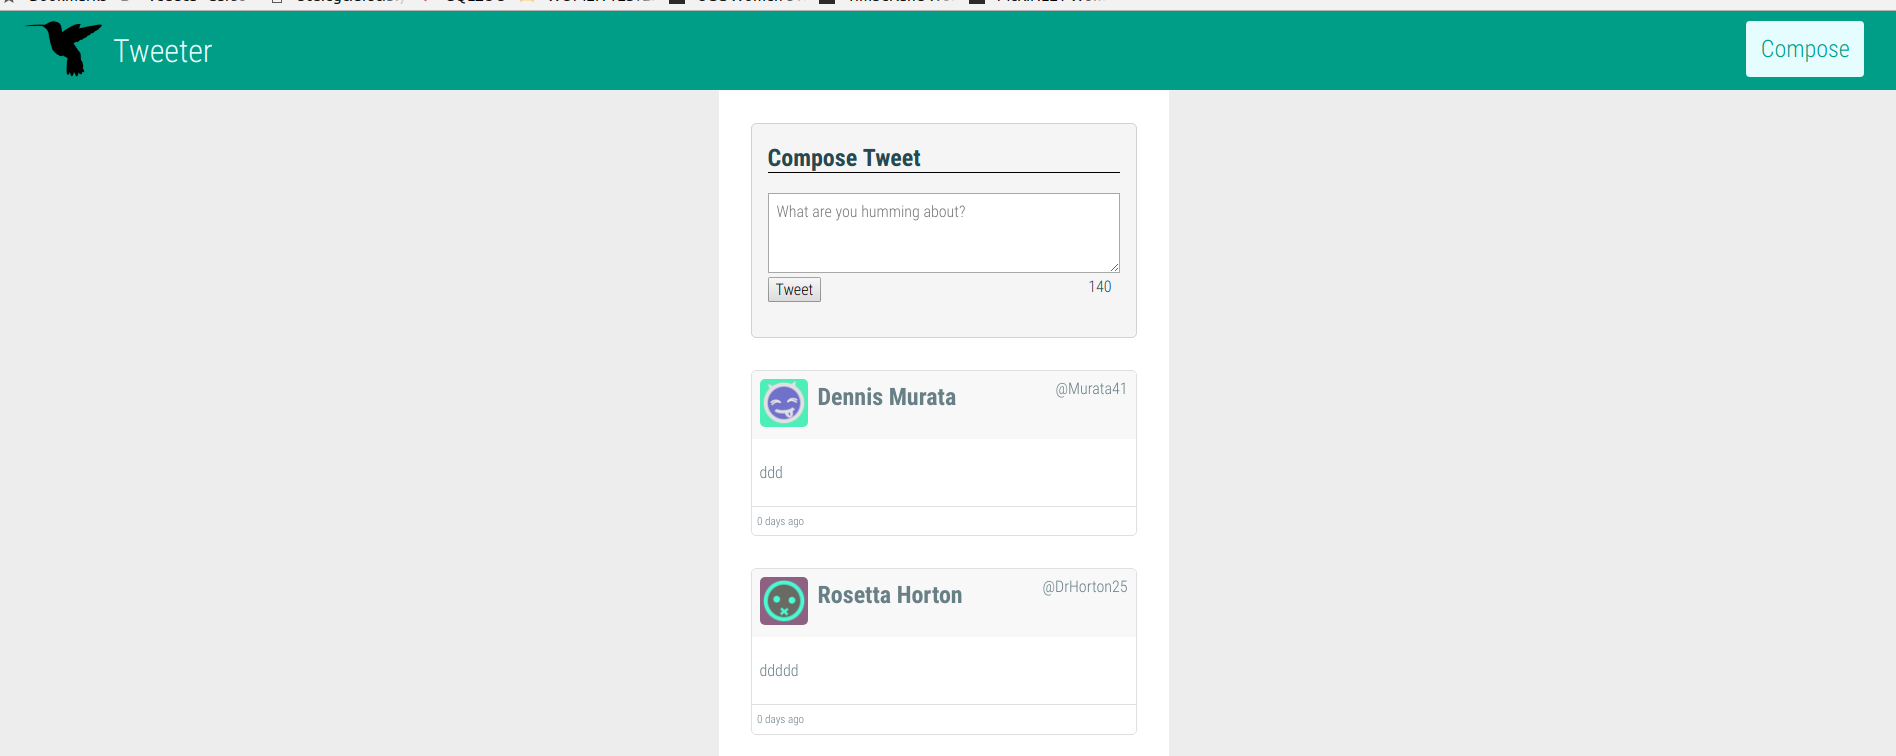 Tweeter
Compose
Compose Tweet
What are you humming about?
Tweet
140
Dennis Murata
@Murata41
ddd
0 days ago
Rosetta Horton
@DrHorton25
ddddd
0 days ago